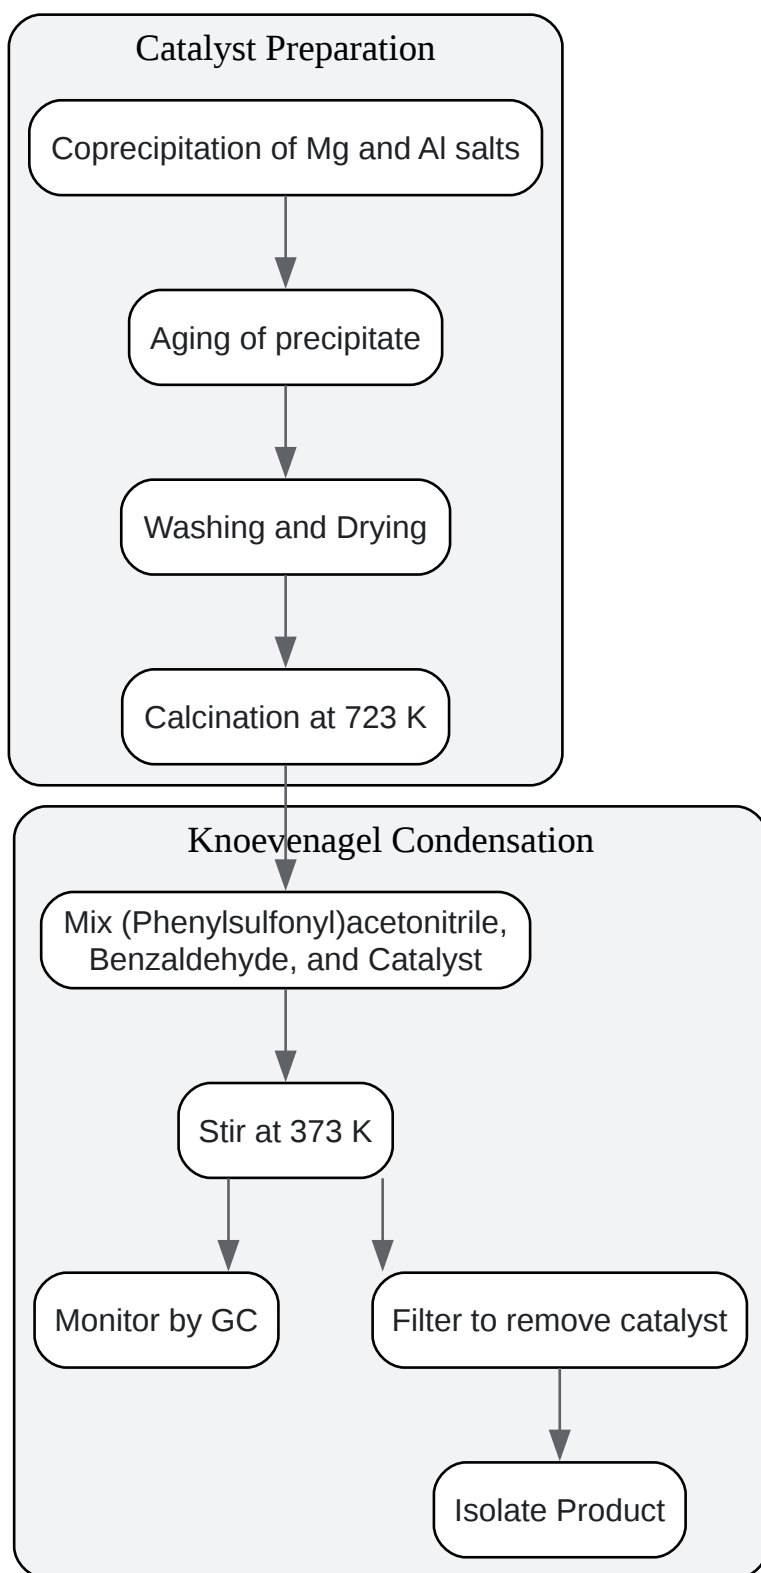 Catalyst Preparation
Coprecipitation of Mg and Al salts
Aging of precipitate
Washing and Drying
Calcination at 723 K
Knoevenagel Condensation
Mix (Phenylsulfonyl)acetonitrile,
Benzaldehyde, and Catalyst
Stir at 373 K
Monitor by GC
Filter to remove catalyst
Isolate Product